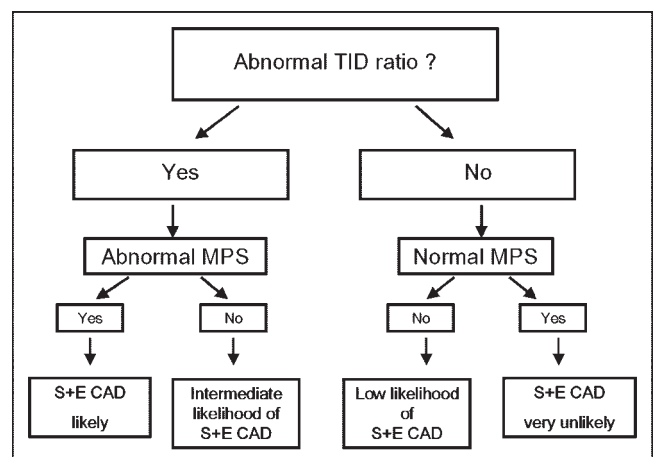 Abnormal TID ratio ?
Yes
No
Abnormal MPS
Normal MPS
Yes
No
No
Yes
S+E CAD
likely
Intermediate
likelihood of
S+E CAD
Low likelihood
of
S+E CAD
S+E CAD
very unlikely